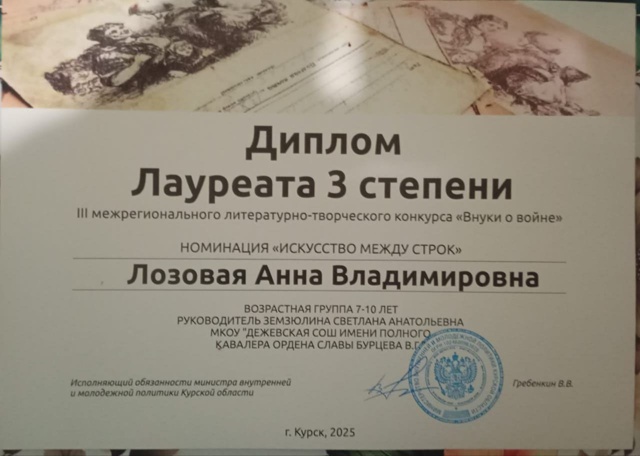 Диплом
Лауреата 3 степени
III межрегионального литературно-творческого конкурса «Внуки о войне»
НОМИНАЦИЯ «ИСКУССТВО МЕЖДУ СТРОК»
Лозовая Анна Владимировна
ВОЗРАСТНАЯ ГРУППА 7-10 ЛЕТ
РУКОВОДИТЕЛЬ ЗЕМЗЮЛИНА СВЕТЛАНА АНАТОЛЬЕВНА
МКОУ "ДЕЖЕВСКАЯ СОШ ИМЕНИ ПОЛНОГО
КАВАЛЕРА ОРДЕНА СЛАВЫ БУРЦЕВА В.Г.
Исполняющий обязанности министра внутренней
и молодежной политики Курской области
Гребенкин В.В.
г. Курск, 2025